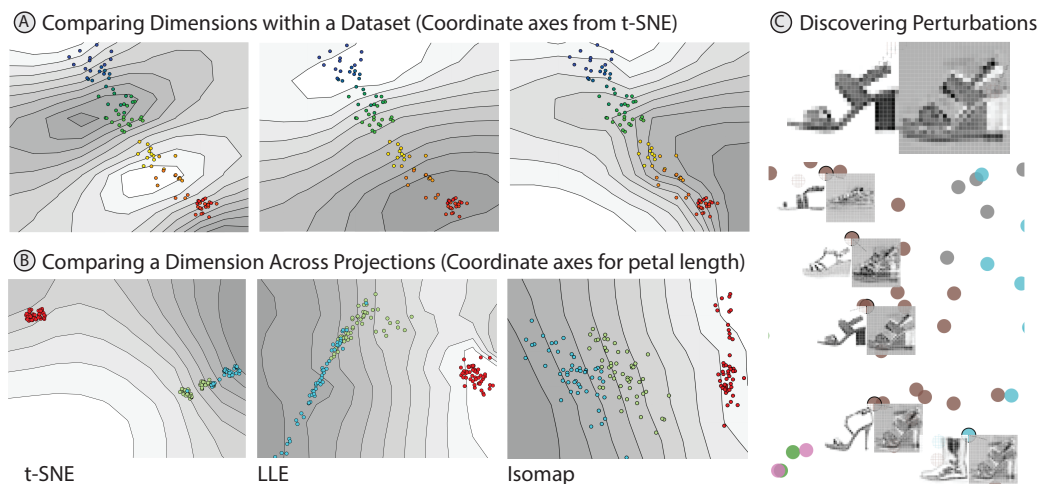 A Comparing Dimensions within a Dataset (Coordinate axes from t-SNE)
B Comparing a Dimension Across Projections (Coordinate axes for petal length)
t-SNE
LLE
Isomap
C Discovering Perturbations